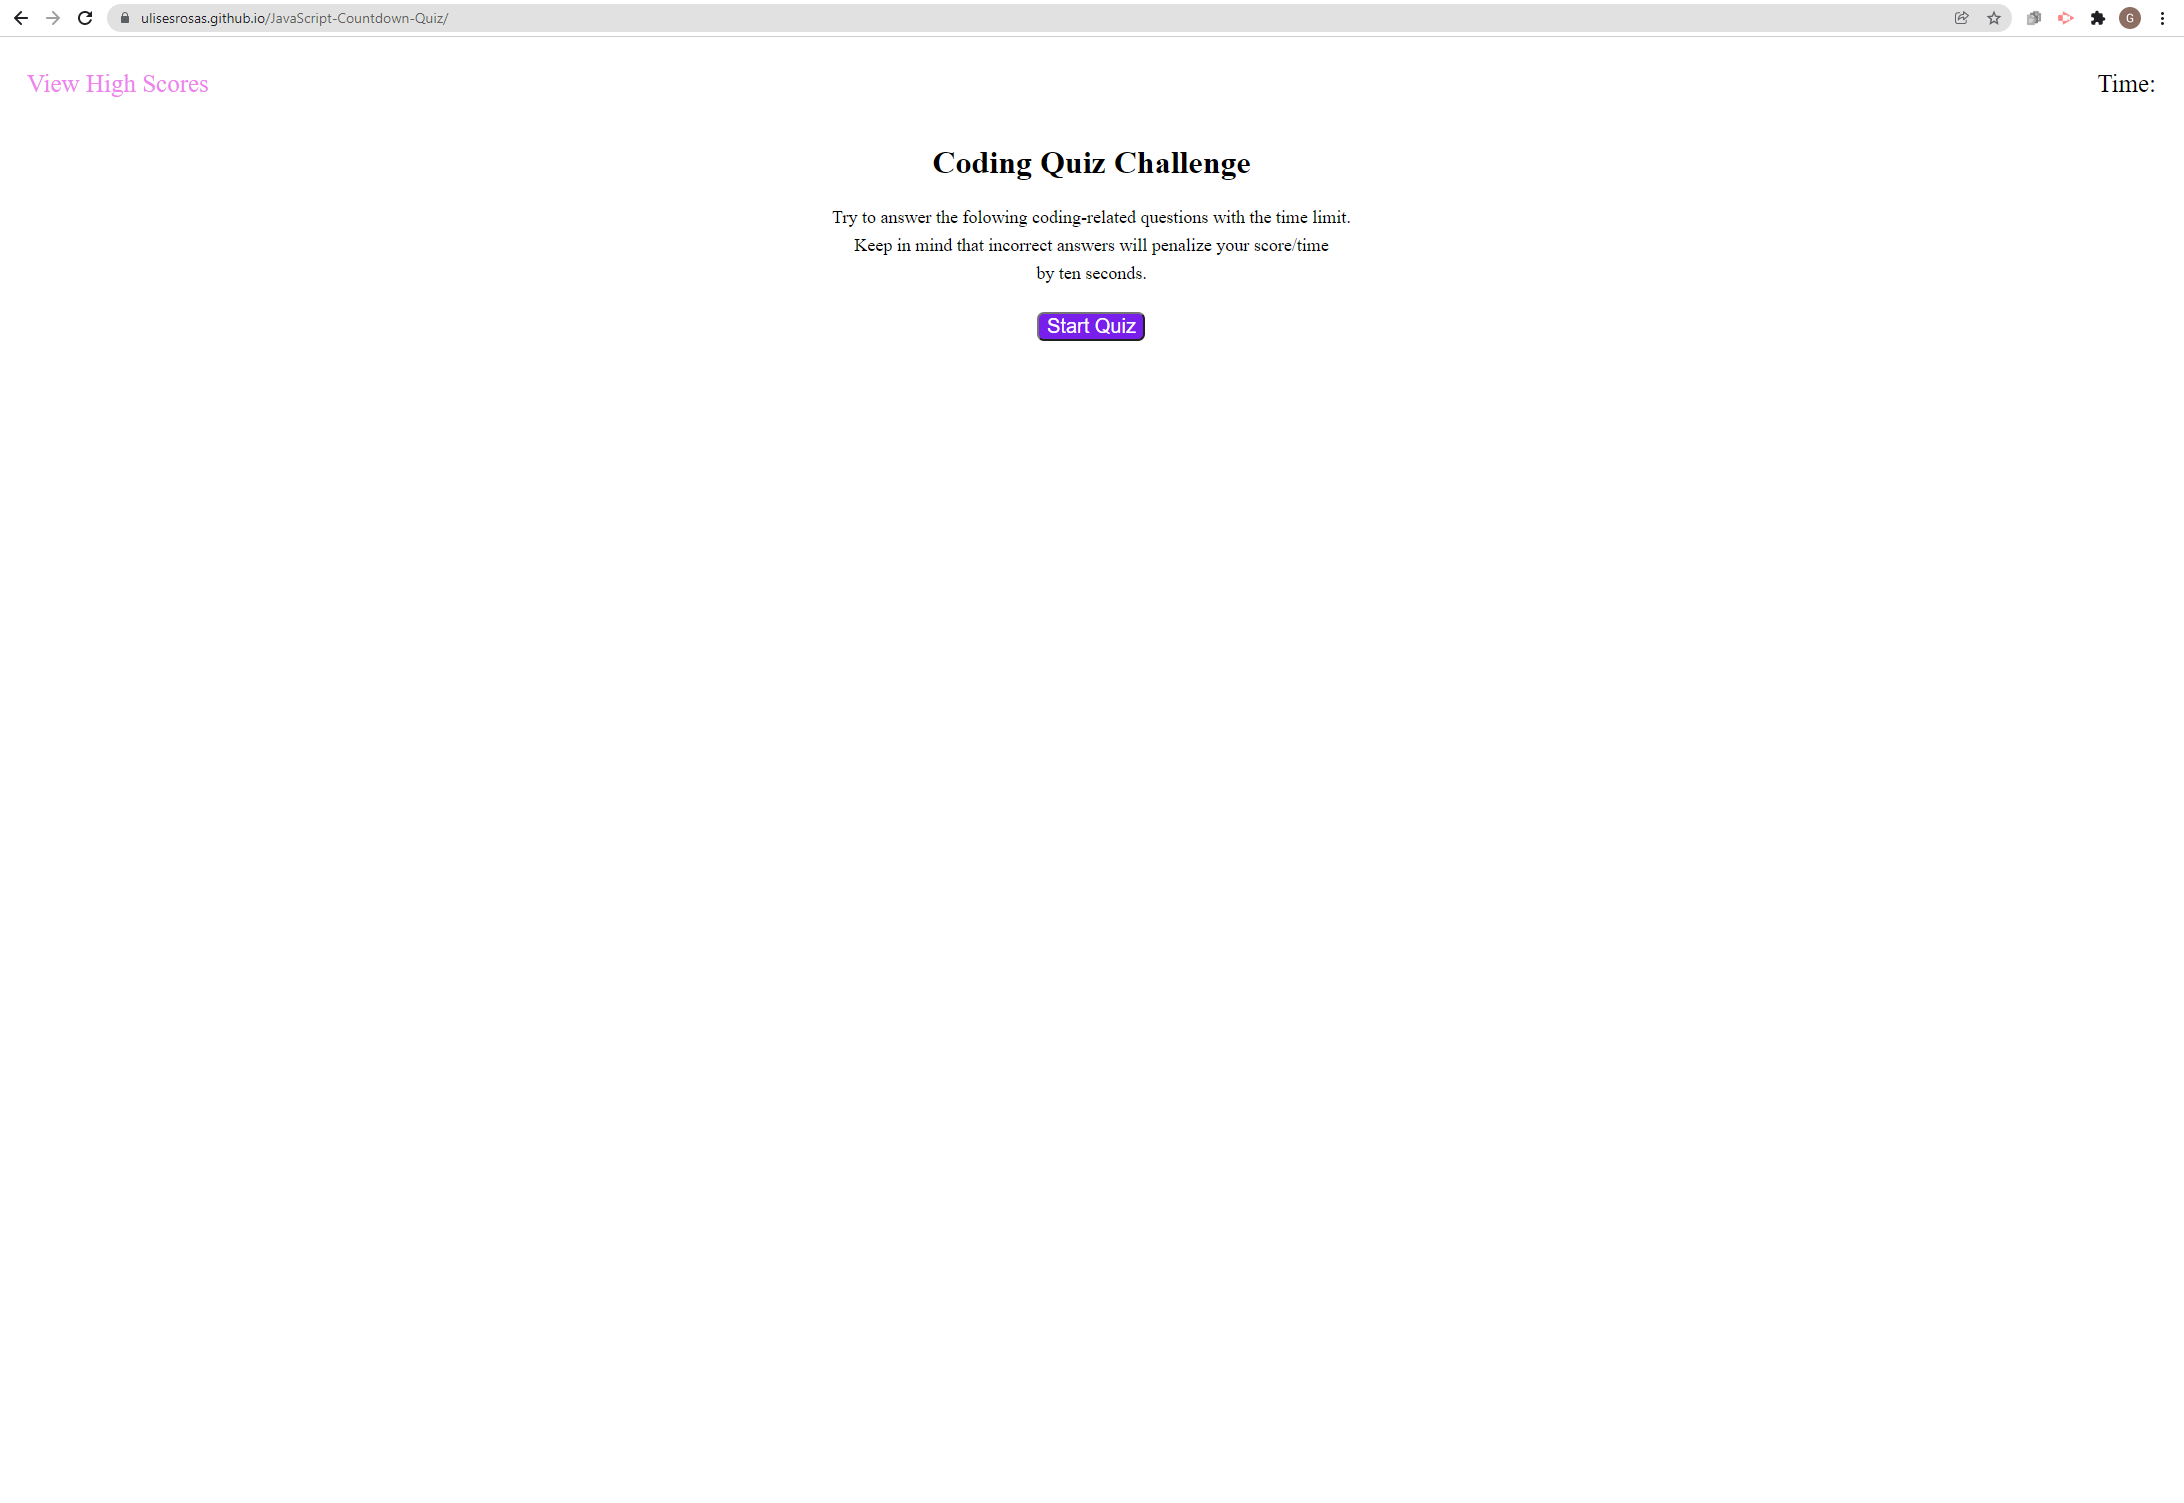 ulisesrosas.github.io/JavaScript-Countdown-Quiz/
G
View High Scores
Time:
Coding Quiz Challenge
Try to answer the folowing coding-related questions with the time limit.
Keep in mind that incorrect answers will penalize your score/time
by ten seconds.
Start Quiz